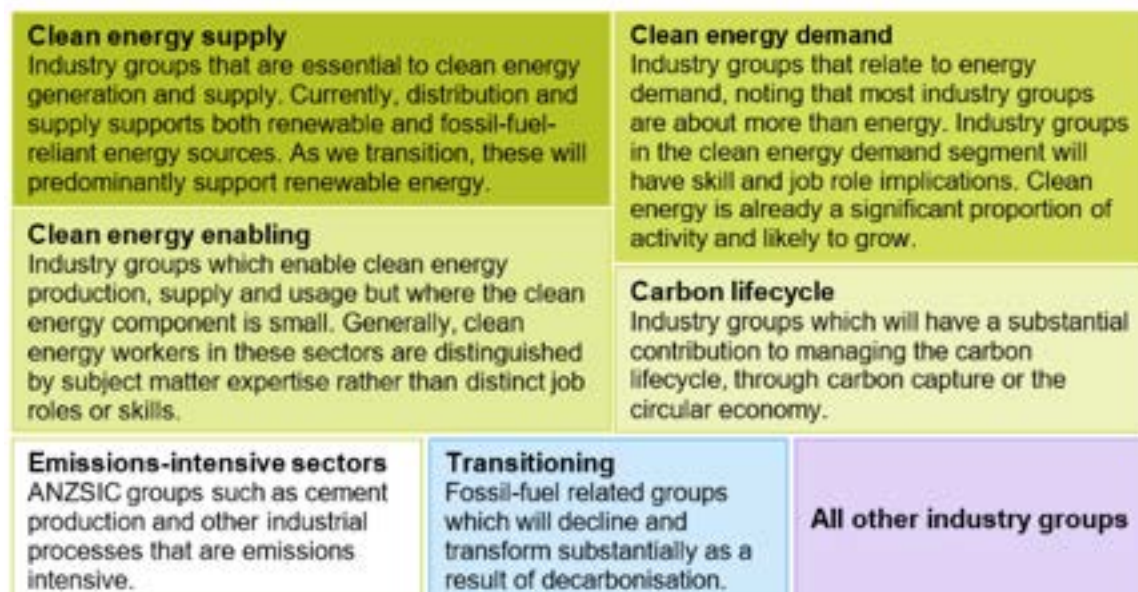 Clean energy supply
Industry groups that are essential to clean energy
generation and supply. Currently, distribution and
supply supports both renewable and fossil-fuel-
reliant energy sources. As we transition, these will
predominantly support renewable energy.
Clean energy demand
Industry groups that relate to energy
demand, noting that most industry groups
are about more than energy. Industry groups
in the clean energy demand segment will
have skill and job role implications. Clean
energy is already a significant proportion of
activity and likely to grow.
Clean energy enabling
Industry groups which enable clean energy
production, supply and usage but where the clean
energy component is small. Generally, clean
energy workers in these sectors are distinguished
by subject matter expertise rather than distinct job
roles or skills.
Carbon lifecycle
Industry groups which will have a substantial
contribution to managing the carbon
lifecycle, through carbon capture or the
circular economy.
Emissions-intensive sectors
ANZSIC groups such as cement
production and other industrial
processes that are emissions
intensive.
Transitioning
Fossil-fuel related groups
which will decline and
transform substantially as a
result of decarbonisation.
All other industry groups